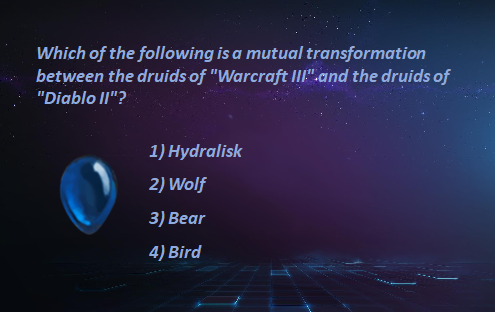 Which of the following is a mutual transformation
between the druids of "Warcraft III" and the druids of
"Diablo II"?
1) Hydralisk
2) Wolf
3) Bear
4) Bird